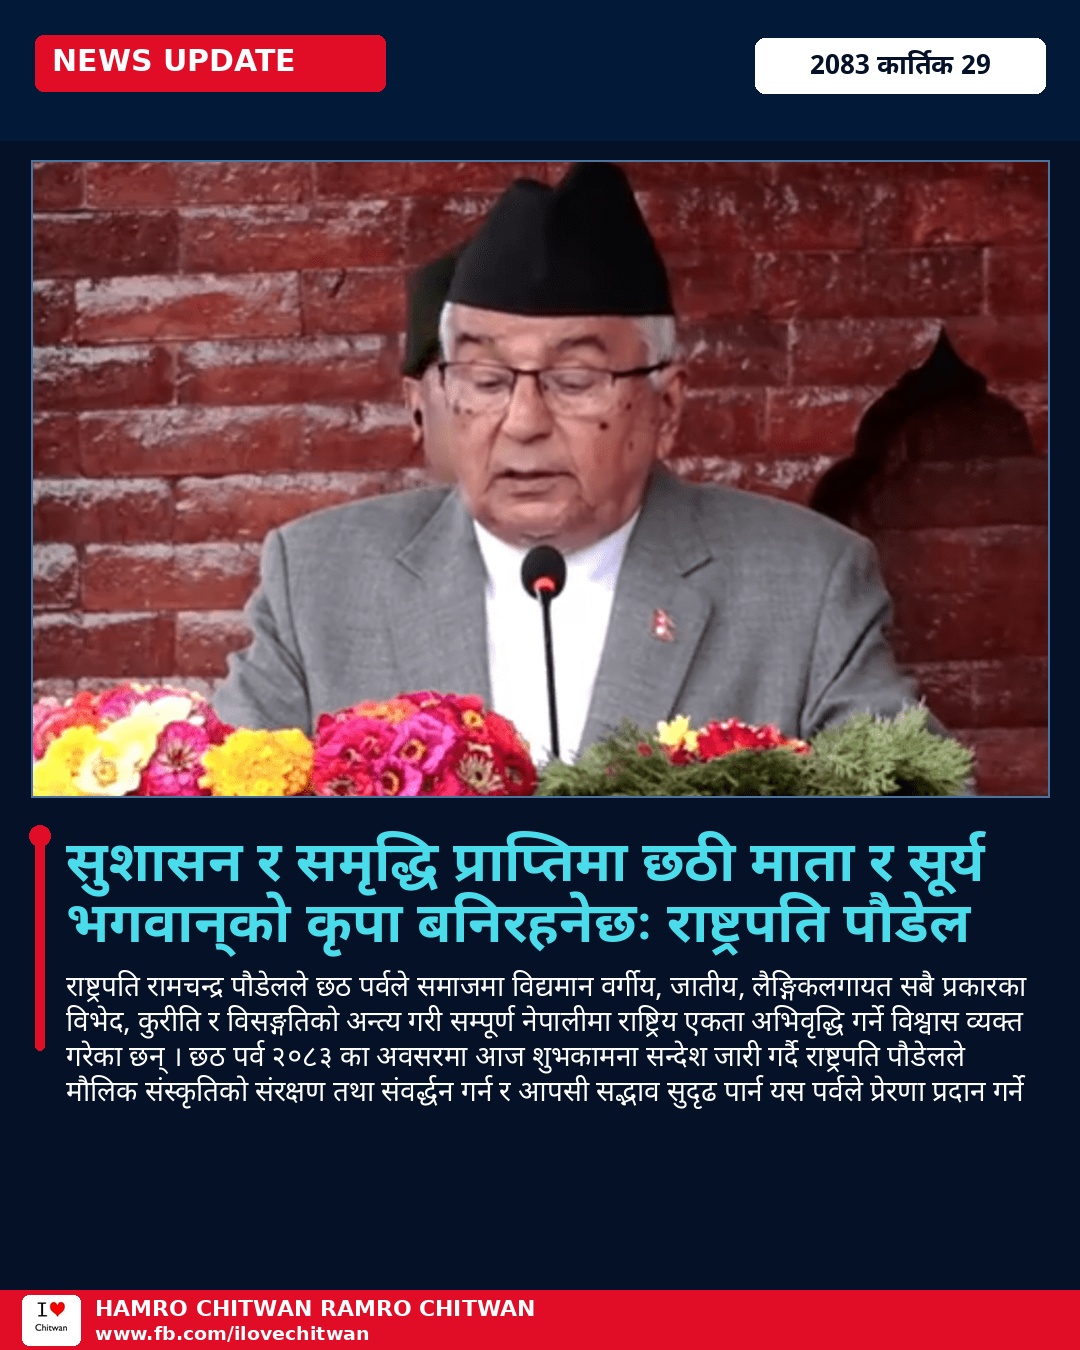 NEWS UPDATE
2083 कार्तिक 29
सुशासन र समृद्धि प्राप्तिमा छठी माता र सूर्य
भगवान्‌को कृपा बनिरहनेछः राष्ट्रपति पौडेल
राष्ट्रपति रामचन्द्र पौडेलले छठ पर्वले समाजमा विद्यमान वर्गीय, जातीय, लैङ्गिकलगायत सबै प्रकारका
विभेद, कुरीति र विसङ्गतिको अन्त्य गरी सम्पूर्ण नेपालीमा राष्ट्रिय एकता अभिवृद्धि गर्ने विश्वास व्यक्त
गरेका छन् । छठ पर्व २०८३ का अवसरमा आज शुभकामना सन्देश जारी गर्दै राष्ट्रपति पौडेलले
मौलिक संस्कृतिको संरक्षण तथा संवर्द्धन गर्न र आपसी सद्भाव सुदृढ पार्न यस पर्वले प्रेरणा प्रदान गर्ने
I❤
Chitwan
HAMRO CHITWAN RAMRO CHITWAN
www.fb.com/ilovechitwan